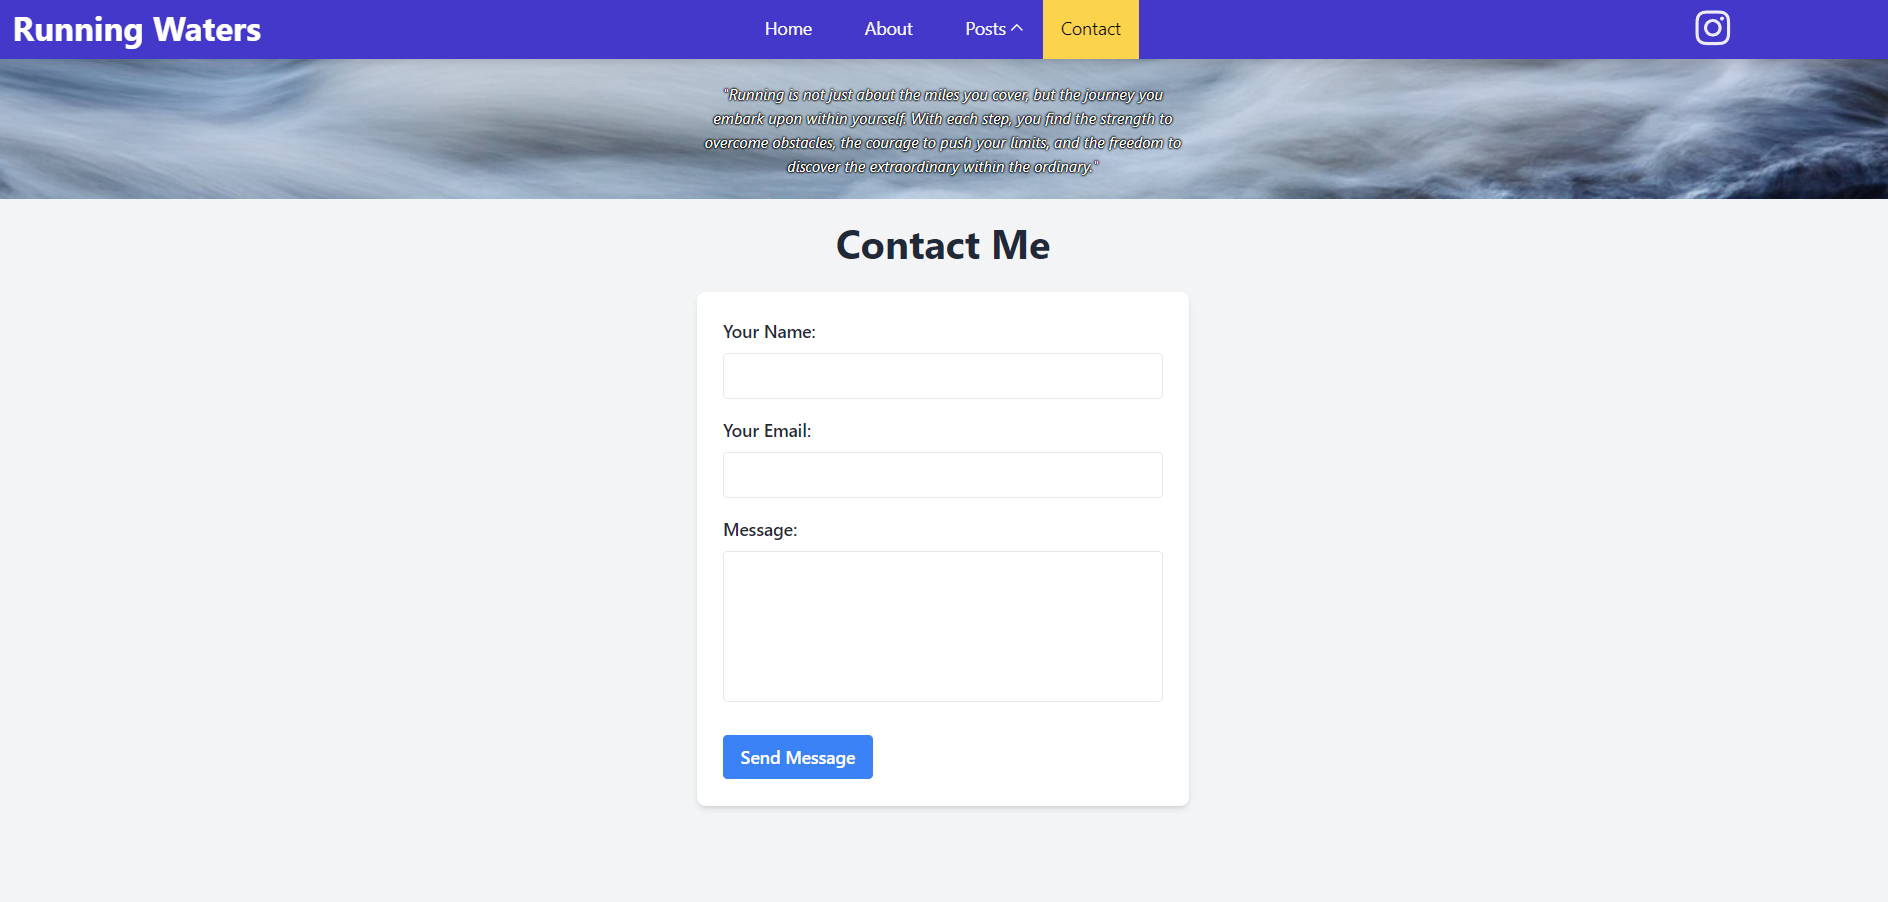 Running Waters
Home
About
Posts
Contact
"Running is not just about the miles you cover, but the journey you
embark upon within yourself. With each step, you find the strength to
overcome obstacles, the courage to push your limits, and the freedom to
discover the extraordinary within the ordinary."
Contact Me
Your Name:
Your Email:
Message:
Send Message